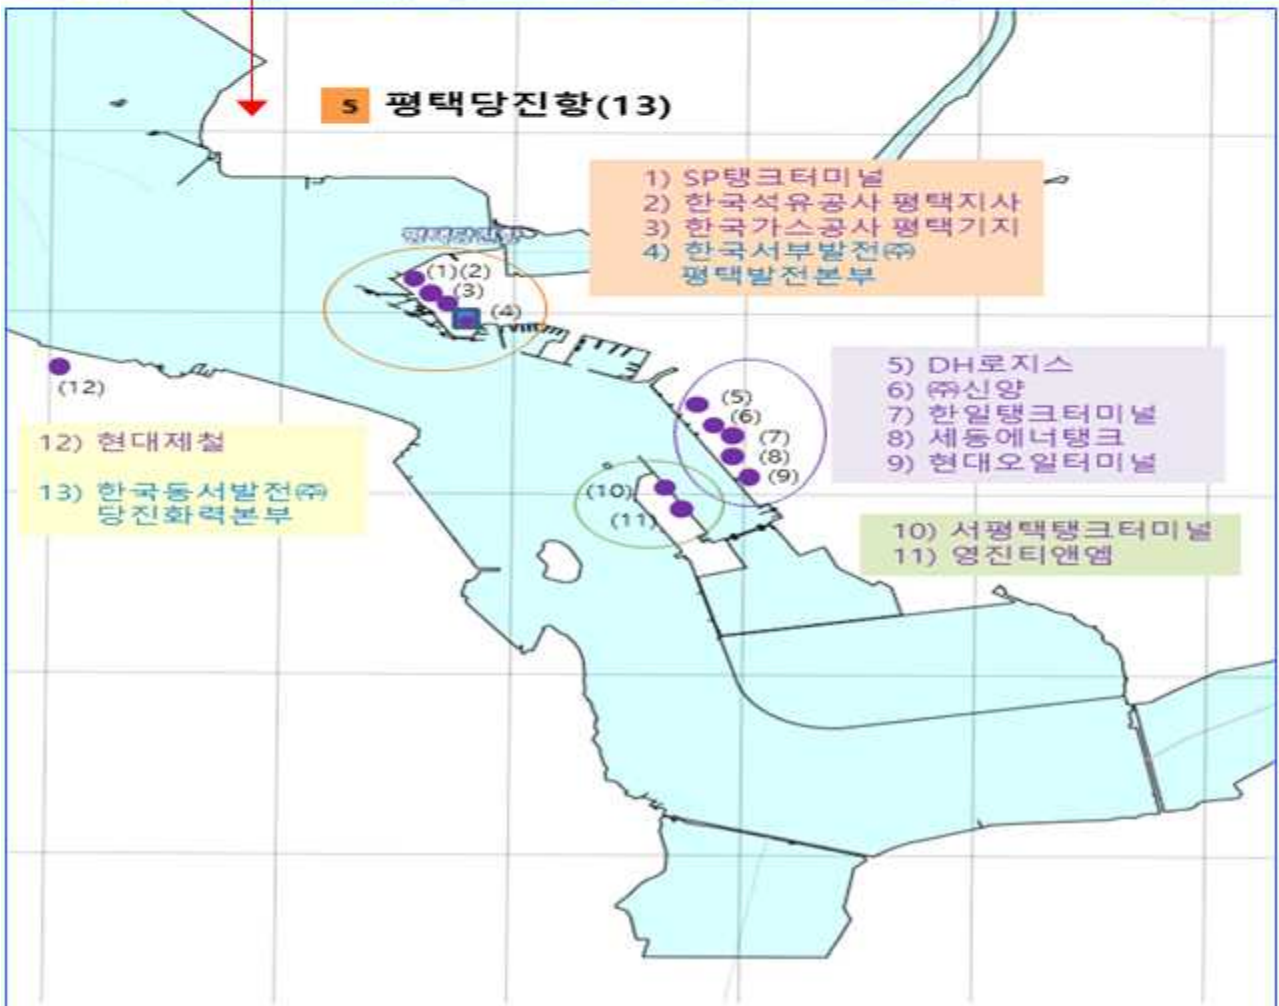 5 평택당진항(13)
1) SP탱크터미널
2) 한국석유공사 평택지사
3) 한국가스공사 평택기지
4) 한국서부발전㈜
평택발전본부
평택당진항
(1)(2)
(3)
(4)
5) DH로지스
6) ㈜신양
7) 한일탱크터미널
8) 세동에너탱크
9) 현대오일터미널
(5)
(6)
(7)
(8)
(9)
(12)
12) 현대제철
13) 한국동서발전㈜
당진화력본부
(10)
(11)
10) 서평택탱크터미널
11) 영진티앤엠